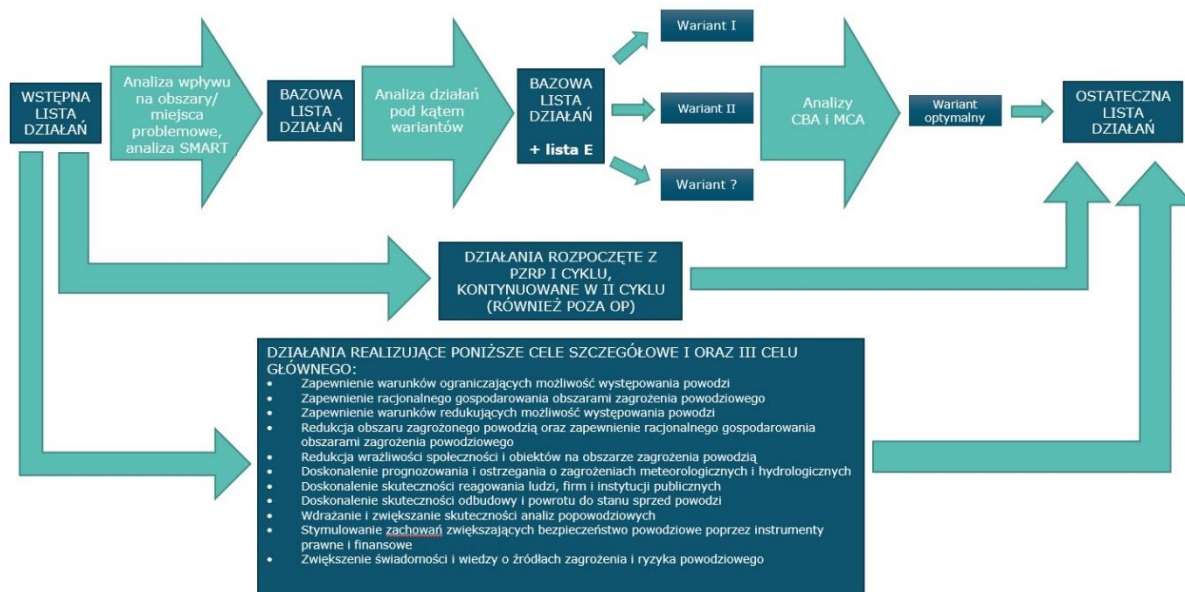 WSTĘPNA
LISTA
DZIAŁAŃ
Analiza wpływu
na obszary/
miejsca
problemowe,
analiza SMART
BAZOWA
LISTA
DZIAŁAŃ
Analiza działań
pod kątem
wariantów
BAZOWA
LISTA
DZIAŁAŃ
+ lista E
Wariant I
Wariant II
Wariant ?
Analizy
CBA i MCA
Wariant
optymalny
OSTATECZNA
LISTA
DZIAŁAŃ
DZIAŁANIA ROZPOCZĘTE Z
PZRP I CYKLU,
KONTYNUOWANE W II CYKLU
(RÓWNIEŻ POZA OP)
DZIAŁANIA REALIZUJĄCE PONIŻSZE CELE SZCZEGÓŁOWE I ORAZ III CELU
GŁÓWNEGO:
• Zapewnienie warunków ograniczających możliwość występowania powodzi
• Zapewnienie racjonalnego gospodarowania obszarami zagrożenia powodziowego
• Zapewnienie warunków redukujących możliwość występowania powodzi
• Redukcja obszaru zagrożonego powodzią oraz zapewnienie racjonalnego gospodarowania
obszarami zagrożenia powodziowego
• Redukcja wrażliwości społeczności i obiektów na obszarze zagrożenia powodzią
• Doskonalenie prognozowania i ostrzegania o zagrożeniach meteorologicznych i hydrologicznych
• Doskonalenie skuteczności reagowania ludzi, firm i instytucji publicznych
• Doskonalenie skuteczności odbudowy i powrotu do stanu sprzed powodzi
• Wdrażanie i zwiększanie skuteczności analiz popowodziowych
• Stymulowanie zachowań zwiększających bezpieczeństwo powodziowe poprzez instrumenty
prawne i finansowe
• Zwiększenie świadomości i wiedzy o źródłach zagrożenia i ryzyka powodziowego